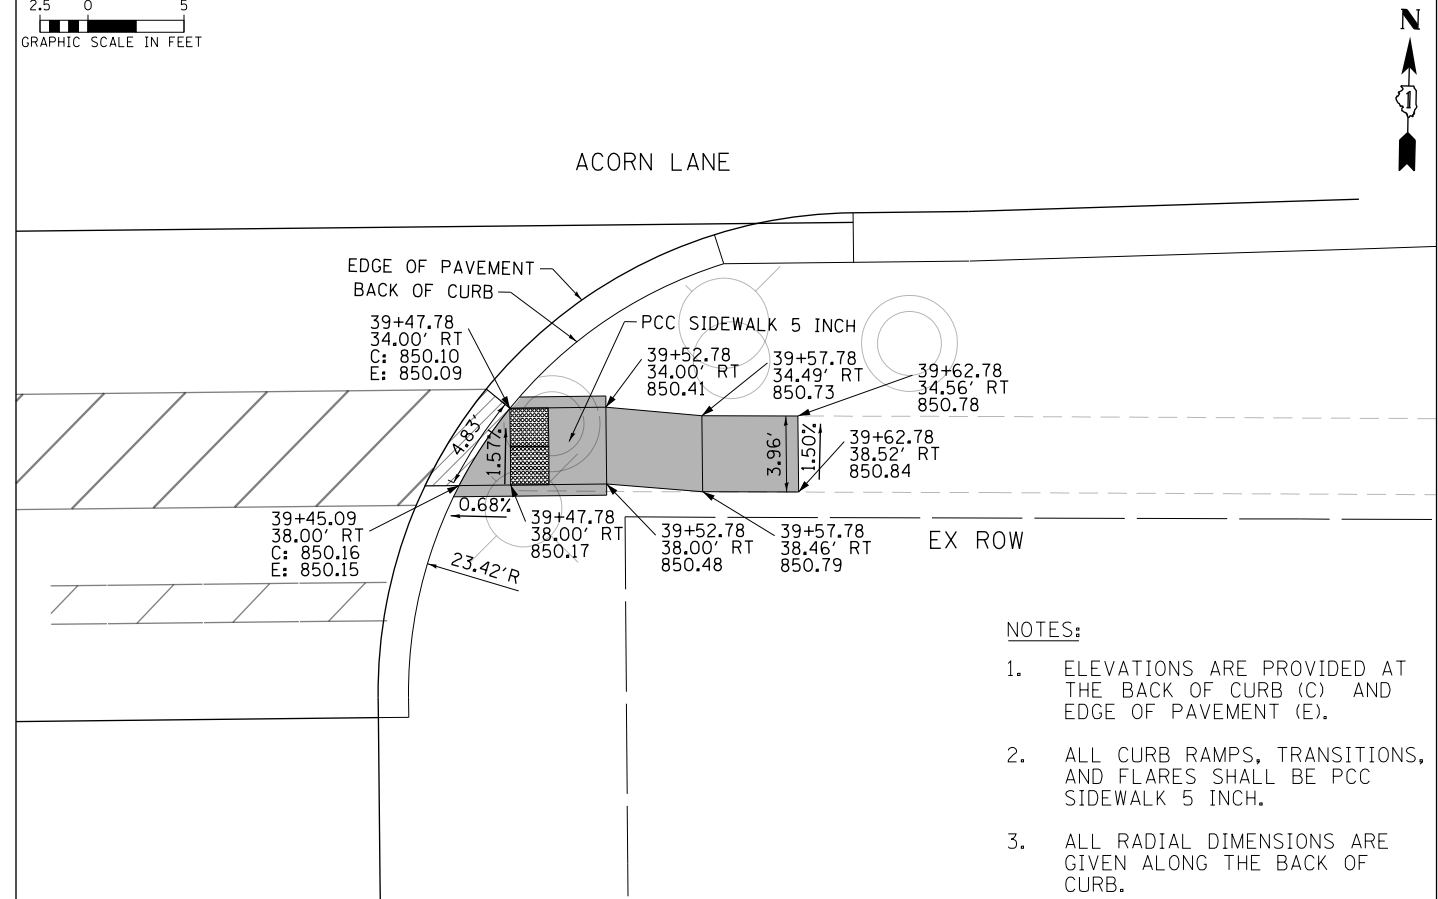 2.5 0 5
GRAPHIC SCALE IN FEET
N
1
ACORN LANE
EDGE OF PAVEMENT
BACK OF CURB
39+47.78
34.00' RT
C: 850.10
E: 850.09
PCC SIDEWALK 5 INCH
39+52.78
34.00' RT
850.41
39+57.78
34.49' RT
850.73
39+62.78
34.56' RT
850.78
4.83'
1.57%
3.96'
1.50%
39+62.78
38.52' RT
850.84
0.68%
39+45.09
38.00' RT
C: 850.16
E: 850.15
39+47.78
38.00' RT
850.17
39+52.78
38.00' RT
850.48
39+57.78
38.46' RT
850.79
EX ROW
23.42'R
NOTES:
1. ELEVATIONS ARE PROVIDED AT
THE BACK OF CURB (C) AND
EDGE OF PAVEMENT (E).
2. ALL CURB RAMPS, TRANSITIONS,
AND FLARES SHALL BE PCC
SIDEWALK 5 INCH.
3. ALL RADIAL DIMENSIONS ARE
GIVEN ALONG THE BACK OF
CURB.